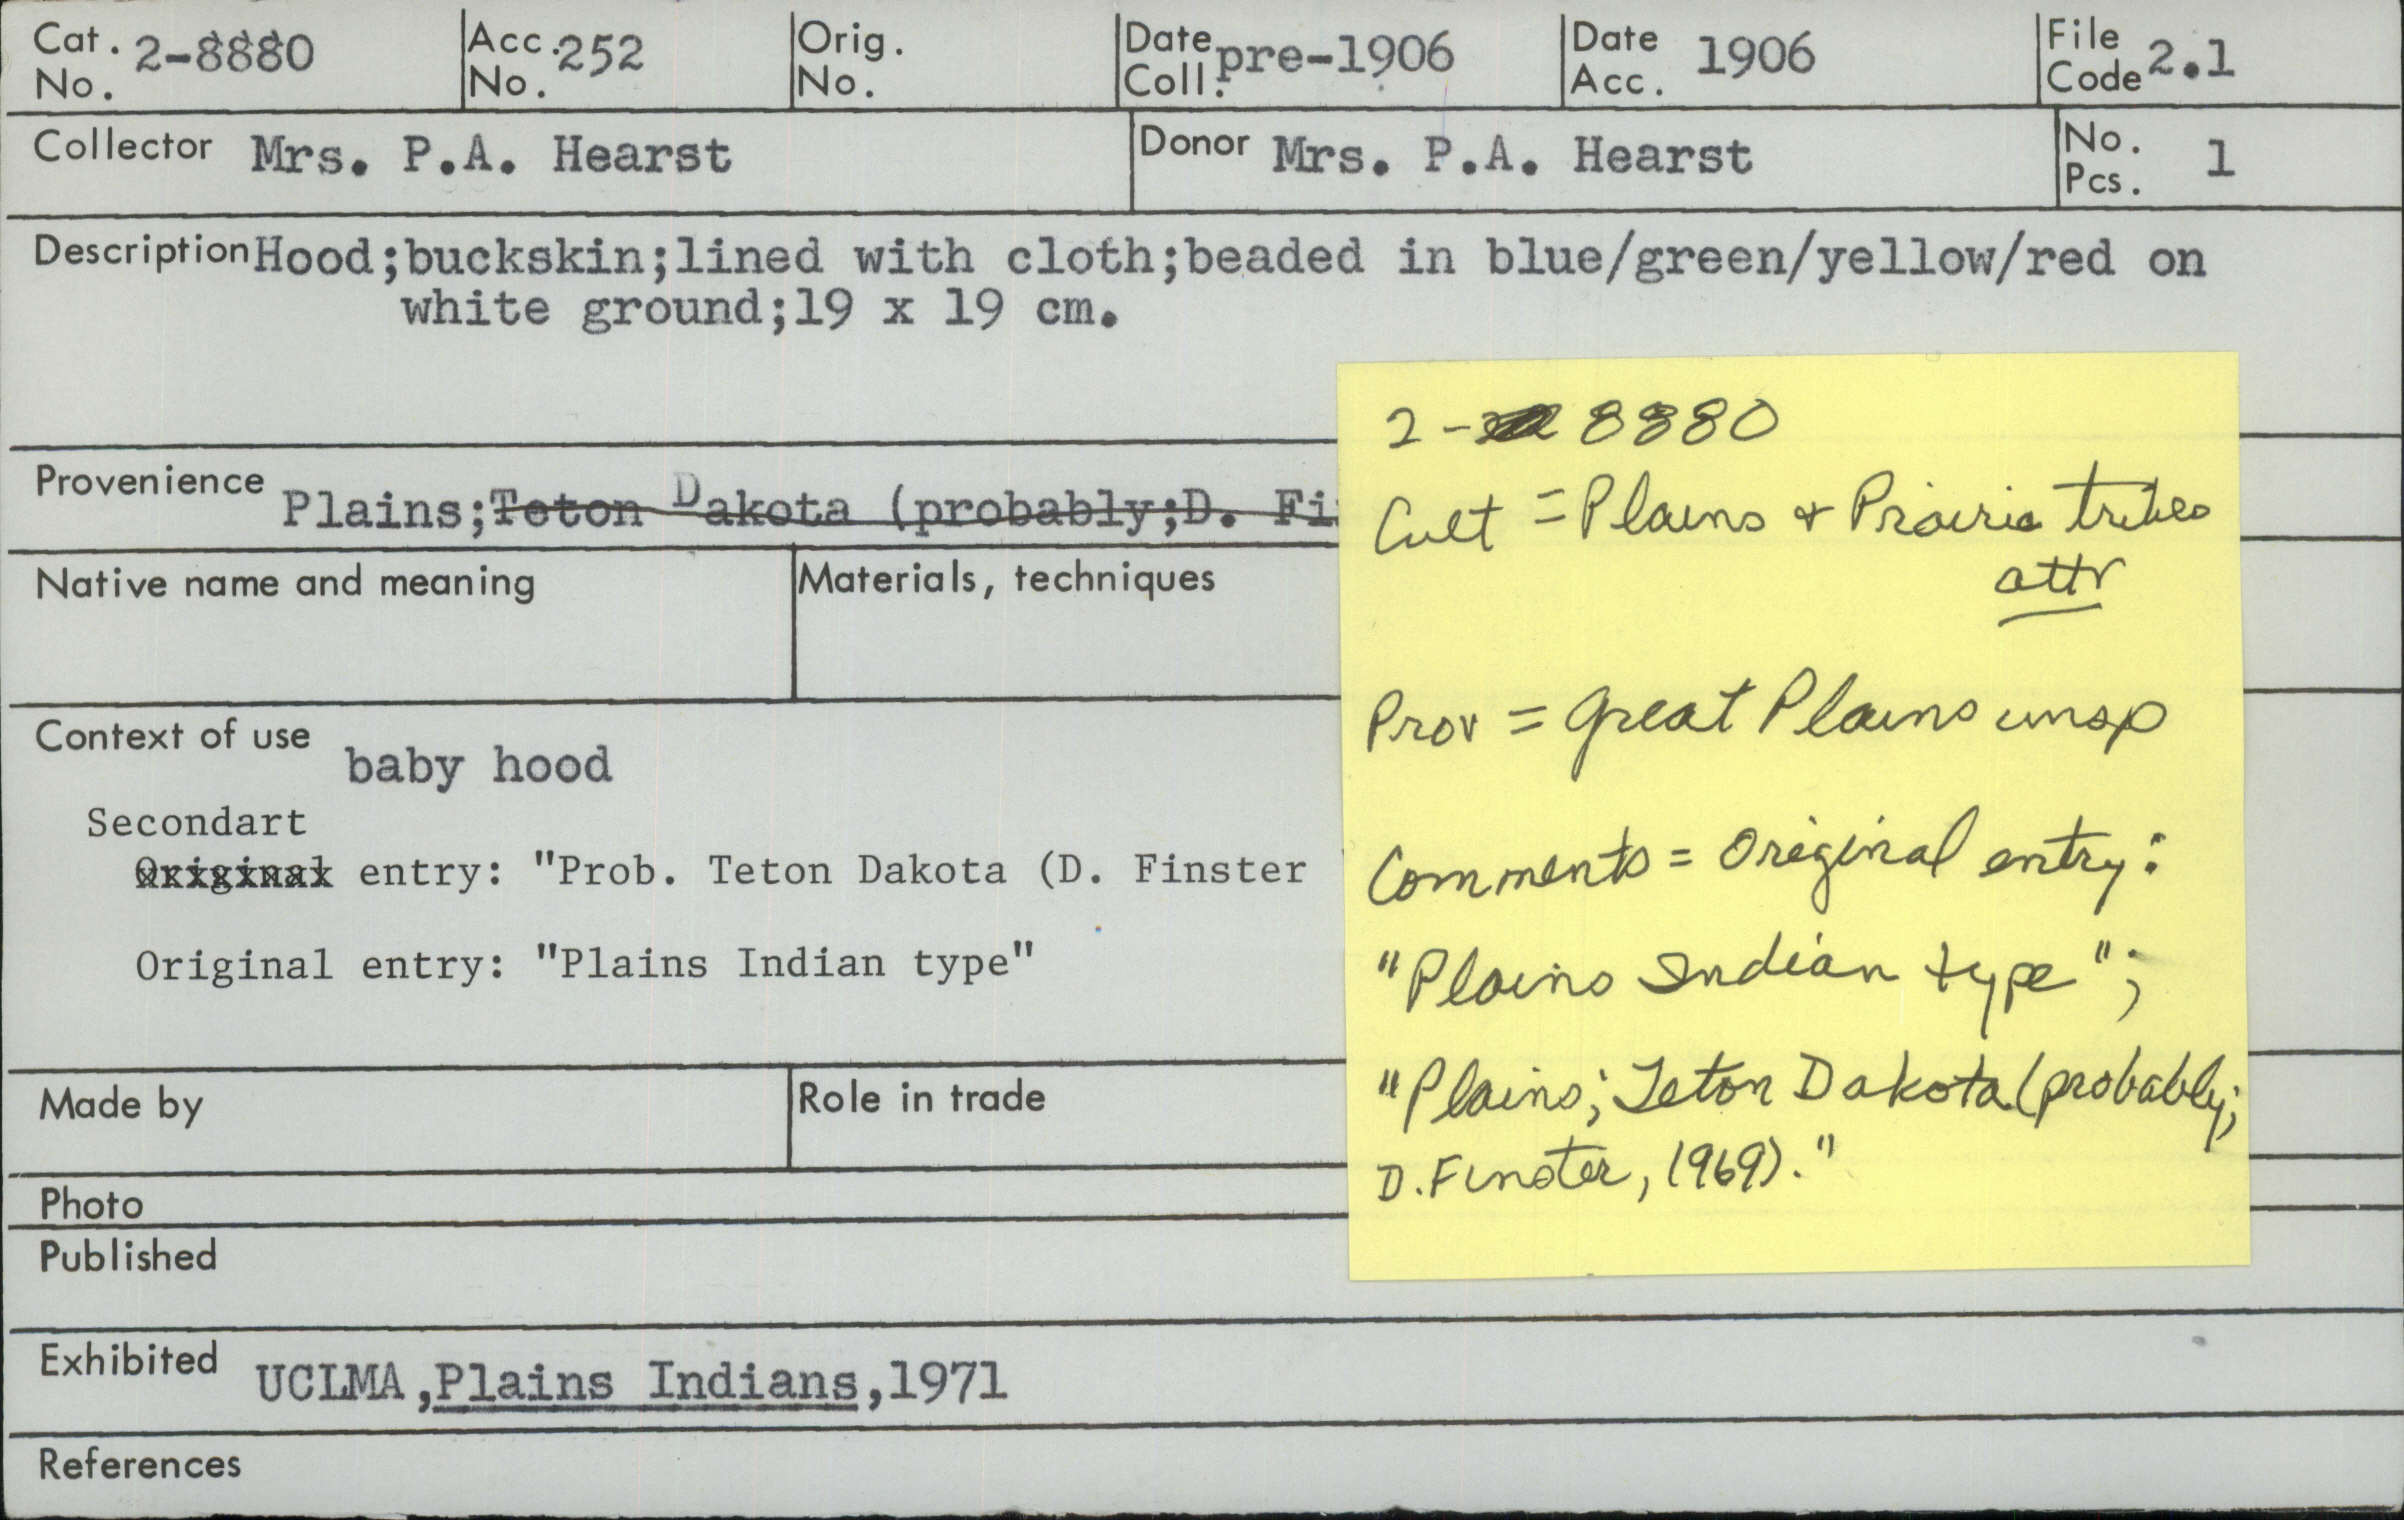 Cat. No. 2-8880 Acc. No. 252 Orig. No. Date Coll. pre-1906 Date Acc. 1906 File Code 2.1
Collector Mrs. P.A. Hearst Donor Mrs. P.A. Hearst No. Pcs. 1
Description Hood;buckskin;lined with cloth;beaded in blue/green/yellow/red on
white ground;19 x 19 cm.
Provenience Plains;Teton Dakota (probably;D. Fi
Native name and meaning Materials, techniques
Context of use baby hood
Secondart
Original entry: "Prob. Teton Dakota (D. Finster
Original entry: "Plains Indian type"
Made by Role in trade
Photo
Published
Exhibited UCLMA,Plains Indians,1971
References
2-8880
Cult = Plains & Prairie tribes
attr
Prov = Great Plains unsp
Comments = Original entry:
"Plains Indian type";
"Plains; Teton Dakota (probably;
D. Finster, 1969)."